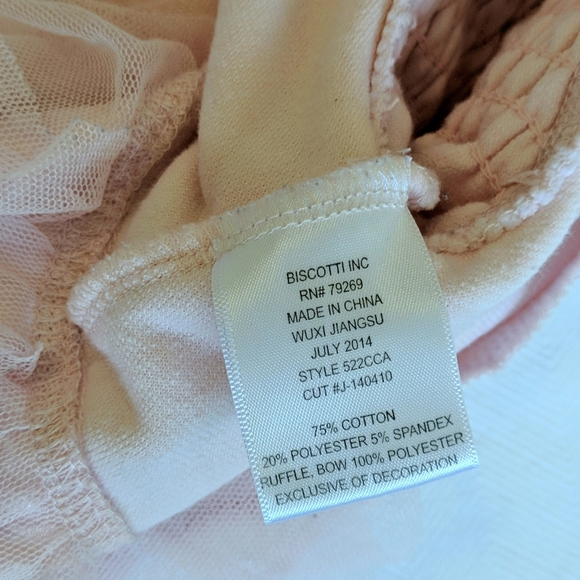 BISCOTTI INC
RN# 79269
MADE IN CHINA
WUXI JIANGSU
JULY 2014
STYLE 522CCA
CUT #J-140410
75% COTTON
20% POLYESTER 5% SPANDEX
RUFFLE, BOW 100% POLYESTER
EXCLUSIVE OF DECORATION